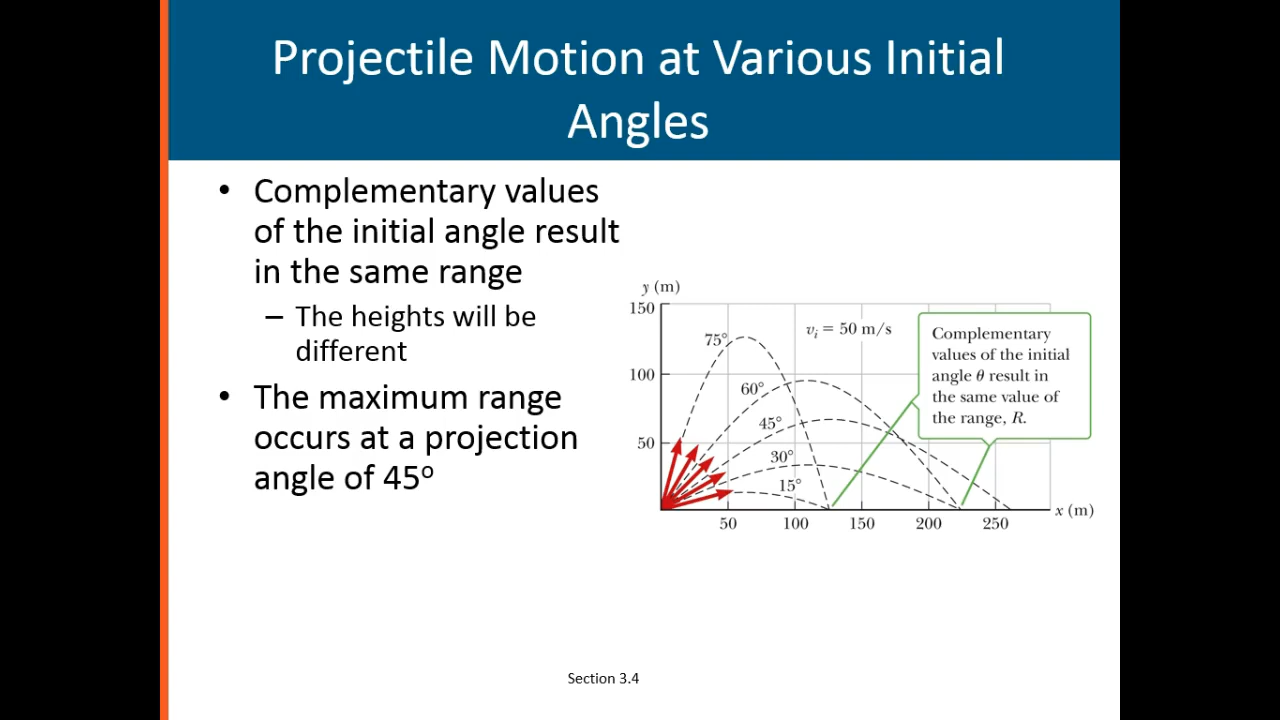 Projectile Motion at Various Initial
Angles
• Complementary values
of the initial angle result
in the same range
– The heights will be
different
• The maximum range
occurs at a projection
angle of 45º
y (m)
150
100
50
75°
60°
45°
30°
15°
vᵢ = 50 m/s
Complementary
values of the initial
angle θ result in
the same value of
the range, R.
x (m)
50 100 150 200 250
Section 3.4